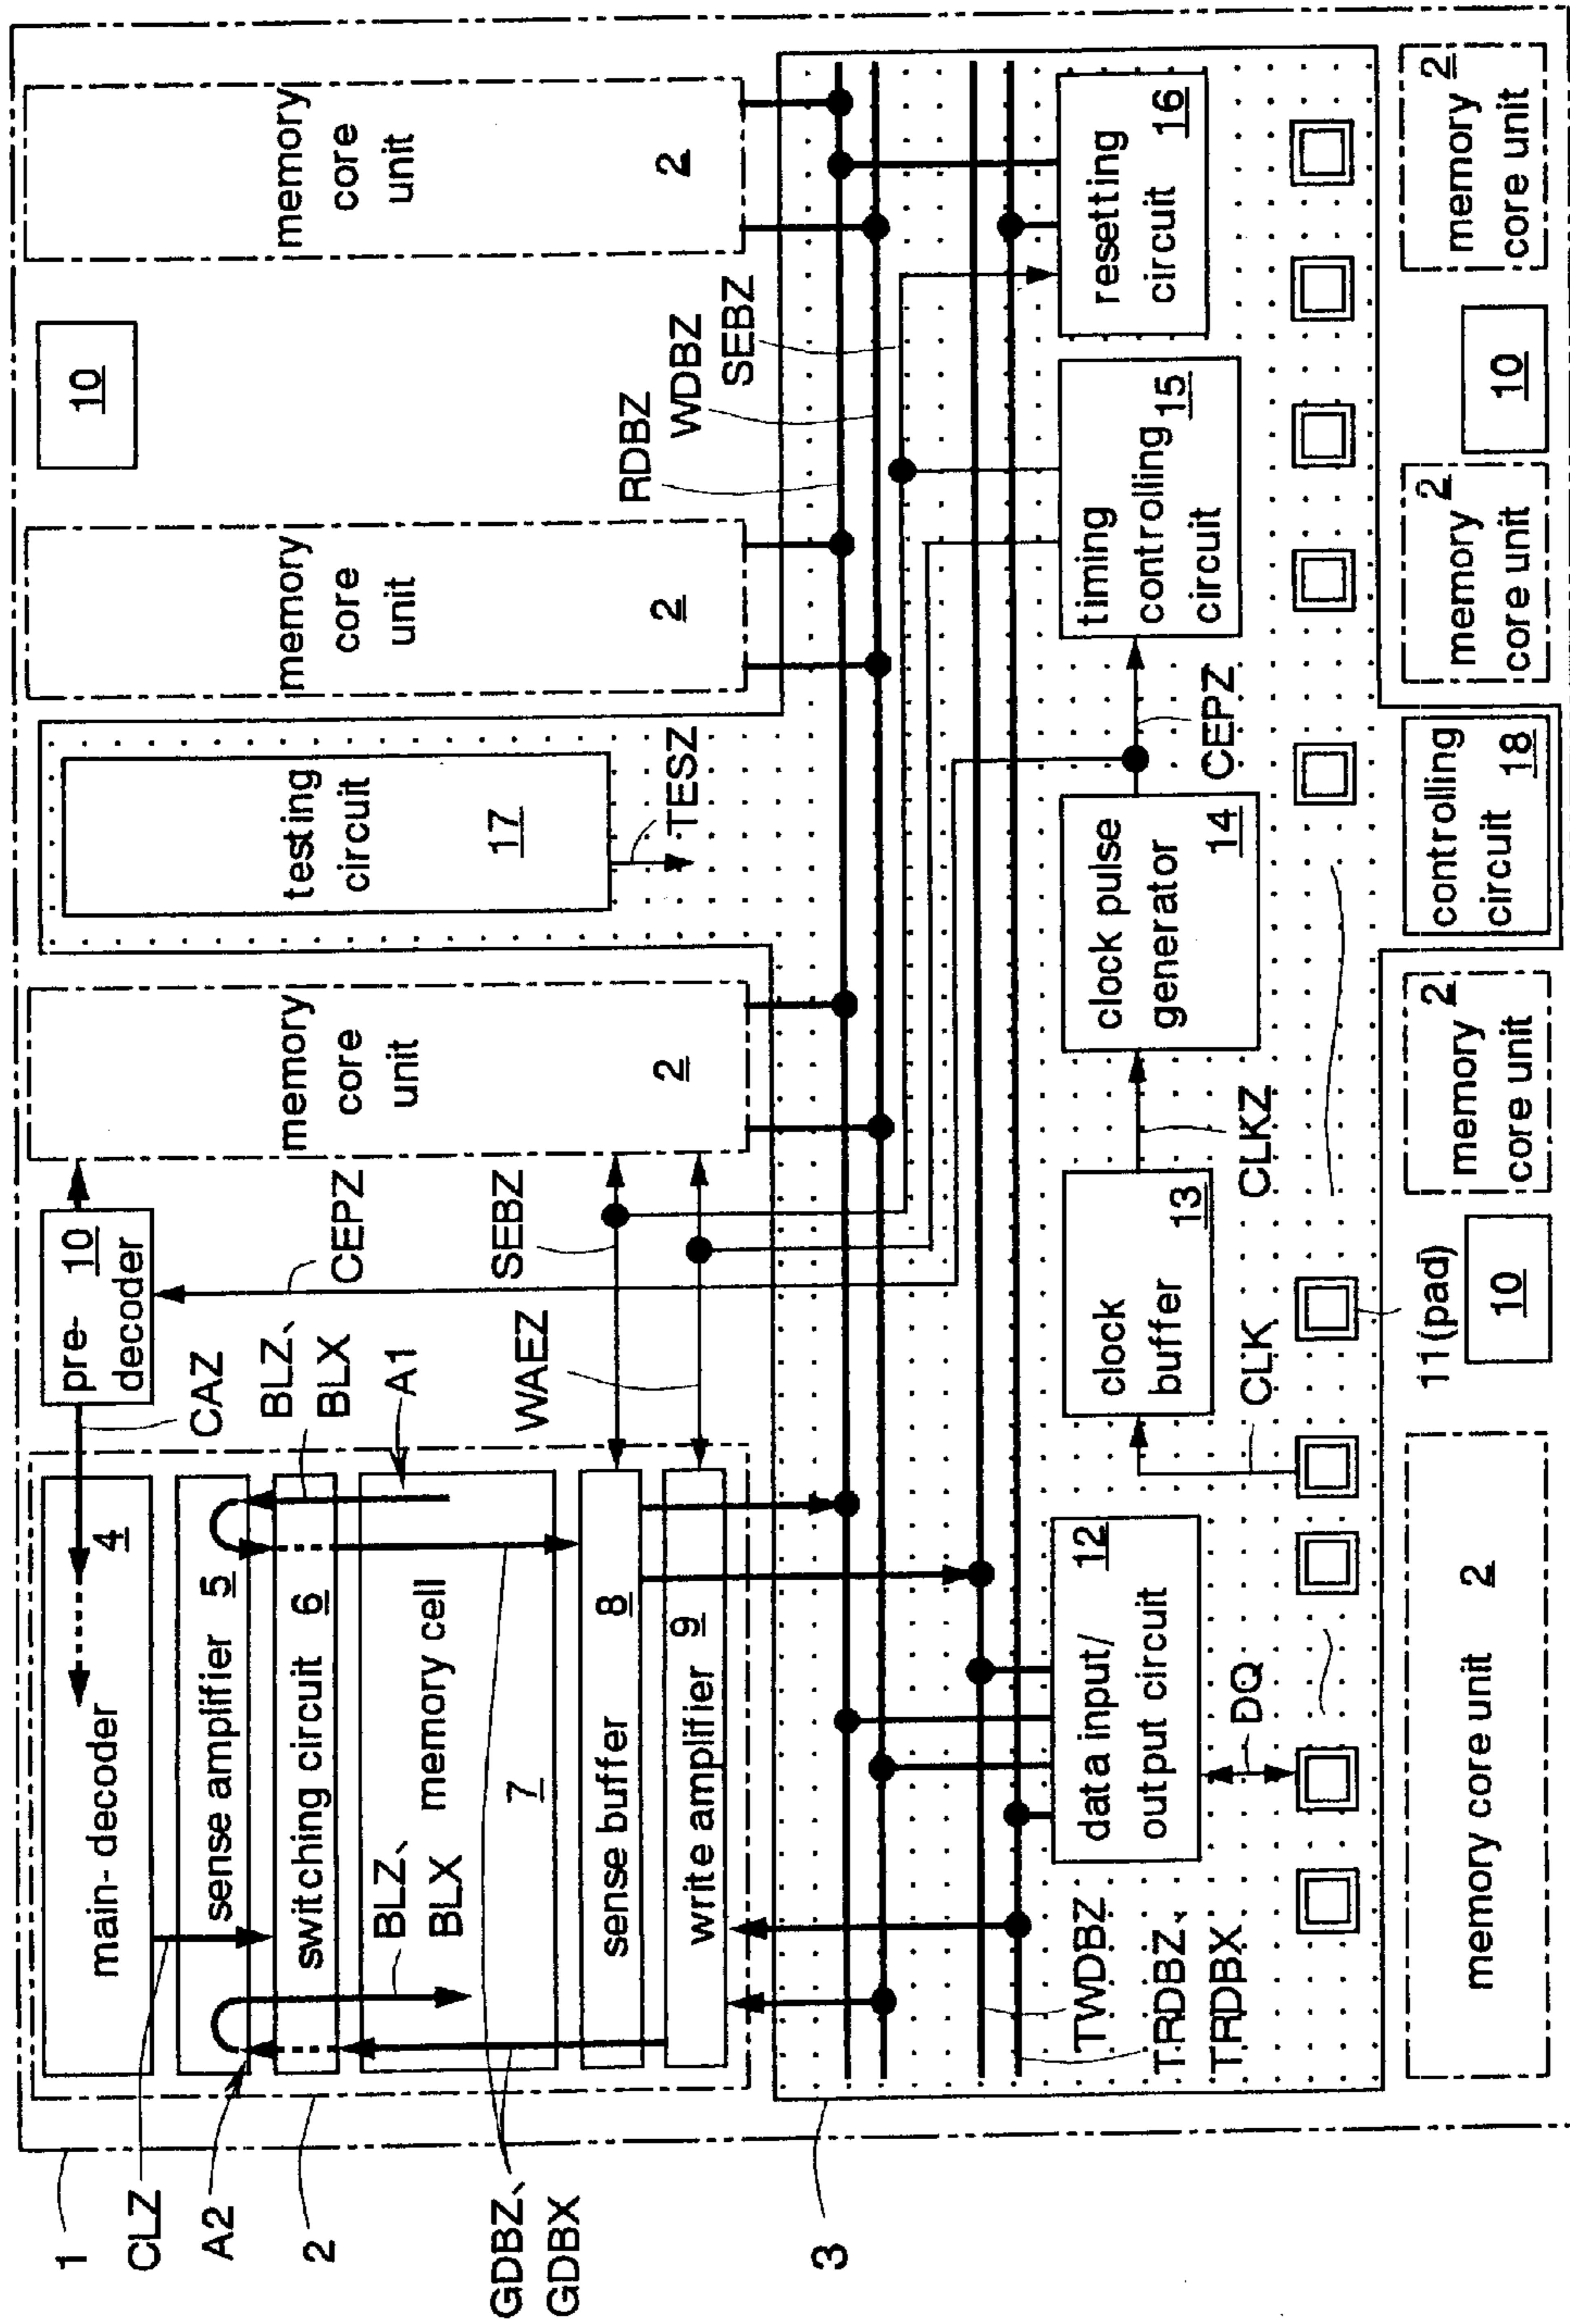 1
CLZ
A2
2
GDBZ、
GDBX
3
main-decoder 4
sense amplifier 5
switching circuit 6
BLZ、
BLX
memory cell
7
sense buffer 8
write amplifier 9
CAZ
BLZ、
BLX
A1
WAEZ
pre-
decoder
10
CEPZ
SEBZ
memory
core
unit
2
testing
circuit
17
TESZ
memory
core
unit
2
10
RDBZ
WDBZ
SEBZ
memory
core
unit
2
TWDBZ
TRDBZ、
TRDBX
data input/
output circuit
12
DQ
CLK
clock
buffer
13
CLKZ
clock pulse
generator
14
CEPZ
timing
controlling
circuit
15
resetting
circuit
16
11(pad)
memory core unit 2
10
memory
core unit
2
controlling
circuit
18
memory
core unit
2
10
memory
core unit
2